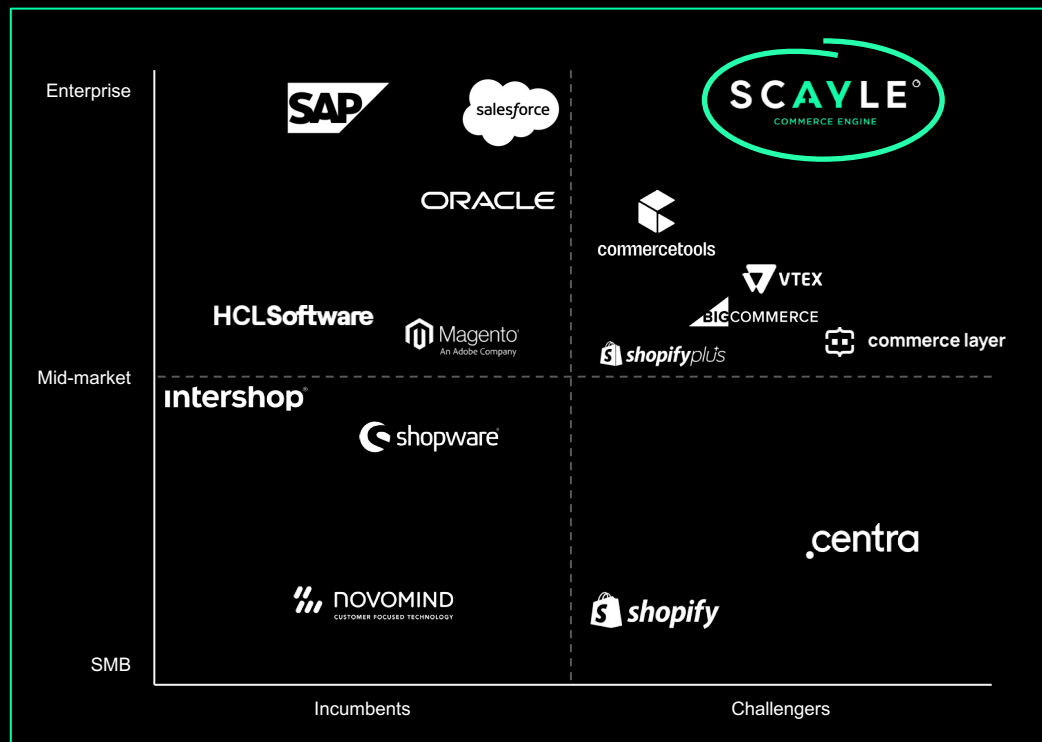 Enterprise
SAP
salesforce
SCAYLE
COMMERCE ENGINE
ORACLE
commercetools
VTEX
HCLSoftware
BIGCOMMERCE
Magento®
An Adobe Company
shopifyplus
commerce layer
Mid-market
intershop®
shopware®
centra
NOVOMIND
CUSTOMER FOCUSED TECHNOLOGY
shopify
SMB
Incumbents
Challengers